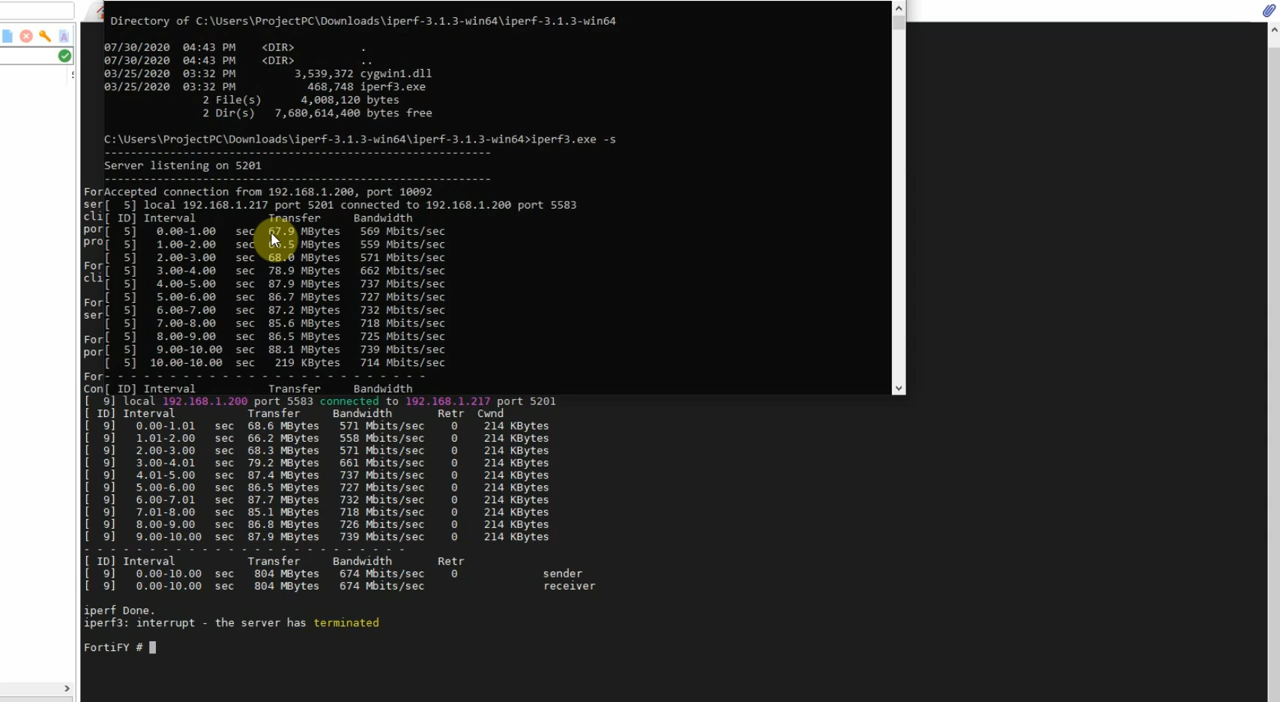 Directory of C:\Users\ProjectPC\Downloads\iperf-3.1.3-win64\iperf-3.1.3-win64
07/30/2020 04:43 PM <DIR> .
07/30/2020 04:43 PM <DIR> ..
03/25/2020 03:32 PM 3,539,372 cygwin1.dll
03/25/2020 03:32 PM 468,748 iperf3.exe
2 File(s) 4,008,120 bytes
2 Dir(s) 7,680,614,400 bytes free
C:\Users\ProjectPC\Downloads\iperf-3.1.3-win64\iperf-3.1.3-win64>iperf3.exe -s
-----------------------------------------------------------
Server listening on 5201
-----------------------------------------------------------
Accepted connection from 192.168.1.200, port 10092
[ 5] local 192.168.1.217 port 5201 connected to 192.168.1.200 port 5583
[ ID] Interval Transfer Bandwidth
[ 5] 0.00-1.00 sec 67.9 MBytes 569 Mbits/sec
[ 5] 1.00-2.00 sec MBytes 559 Mbits/sec
[ 5] 2.00-3.00 sec 68.0 MBytes 571 Mbits/sec
[ 5] 3.00-4.00 sec 78.9 MBytes 662 Mbits/sec
[ 5] 4.00-5.00 sec 87.9 MBytes 737 Mbits/sec
[ 5] 5.00-6.00 sec 86.7 MBytes 727 Mbits/sec
[ 5] 6.00-7.00 sec 87.2 MBytes 732 Mbits/sec
[ 5] 7.00-8.00 sec 85.6 MBytes 718 Mbits/sec
[ 5] 8.00-9.00 sec 86.5 MBytes 725 Mbits/sec
[ 5] 9.00-10.00 sec 88.1 MBytes 739 Mbits/sec
[ 5] 10.00-10.00 sec 219 KBytes 714 Mbits/sec
- - - - - - - - - - - - - - - - - - - - - - - - -
[ ID] Interval Transfer Bandwidth
For
ser
cli
por
pro
For
cli
For
ser
For
por
For
Con
[ 9] local 192.168.1.200 port 5583 connected to 192.168.1.217 port 5201
[ ID] Interval Transfer Bandwidth Retr Cwnd
[ 9] 0.00-1.01 sec 68.6 MBytes 571 Mbits/sec 0 214 KBytes
[ 9] 1.01-2.00 sec 66.2 MBytes 558 Mbits/sec 0 214 KBytes
[ 9] 2.00-3.00 sec 68.3 MBytes 571 Mbits/sec 0 214 KBytes
[ 9] 3.00-4.01 sec 79.2 MBytes 661 Mbits/sec 0 214 KBytes
[ 9] 4.01-5.00 sec 87.4 MBytes 737 Mbits/sec 0 214 KBytes
[ 9] 5.00-6.00 sec 86.5 MBytes 727 Mbits/sec 0 214 KBytes
[ 9] 6.00-7.01 sec 87.7 MBytes 732 Mbits/sec 0 214 KBytes
[ 9] 7.01-8.00 sec 85.1 MBytes 718 Mbits/sec 0 214 KBytes
[ 9] 8.00-9.00 sec 86.8 MBytes 726 Mbits/sec 0 214 KBytes
[ 9] 9.00-10.00 sec 87.9 MBytes 739 Mbits/sec 0 214 KBytes
- - - - - - - - - - - - - - - - - - - - - - - - -
[ ID] Interval Transfer Bandwidth Retr
[ 9] 0.00-10.00 sec 804 MBytes 674 Mbits/sec 0 sender
[ 9] 0.00-10.00 sec 804 MBytes 674 Mbits/sec receiver
iperf Done.
iperf3: interrupt - the server has terminated
FortiFY #